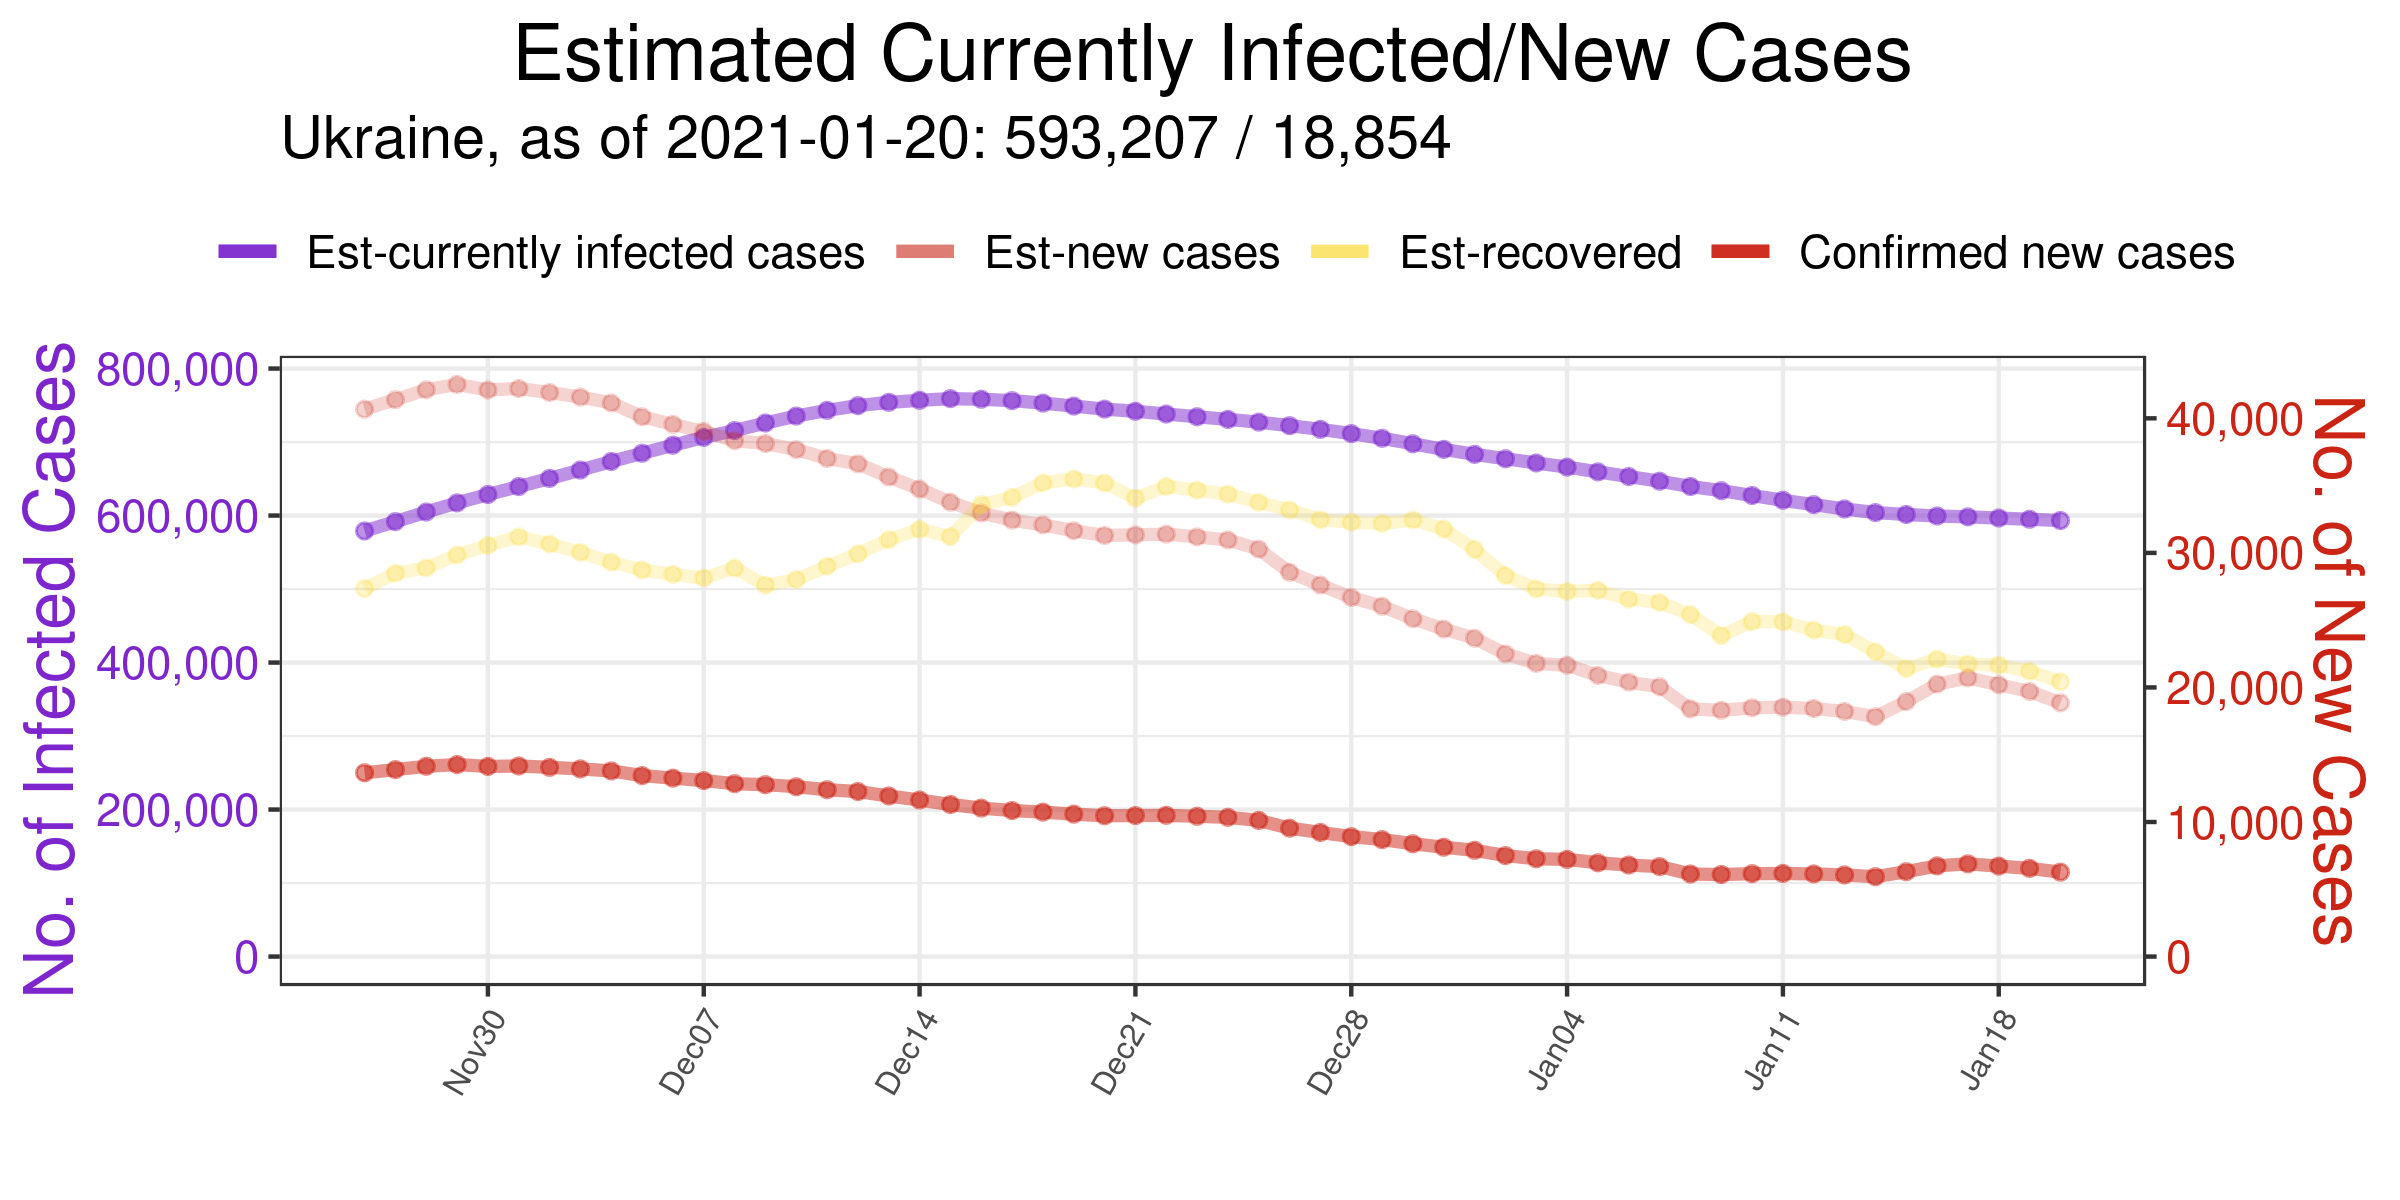 Estimated Currently Infected/New Cases
Ukraine, as of 2021-01-20: 593,207 / 18,854
Est-currently infected cases Est-new cases Est-recovered Confirmed new cases
No. of Infected Cases
800,000
600,000
400,000
200,000
0
40,000
30,000
20,000
10,000
0
No. of New Cases
Nov30 Dec07 Dec14 Dec21 Dec28 Jan04 Jan11 Jan18